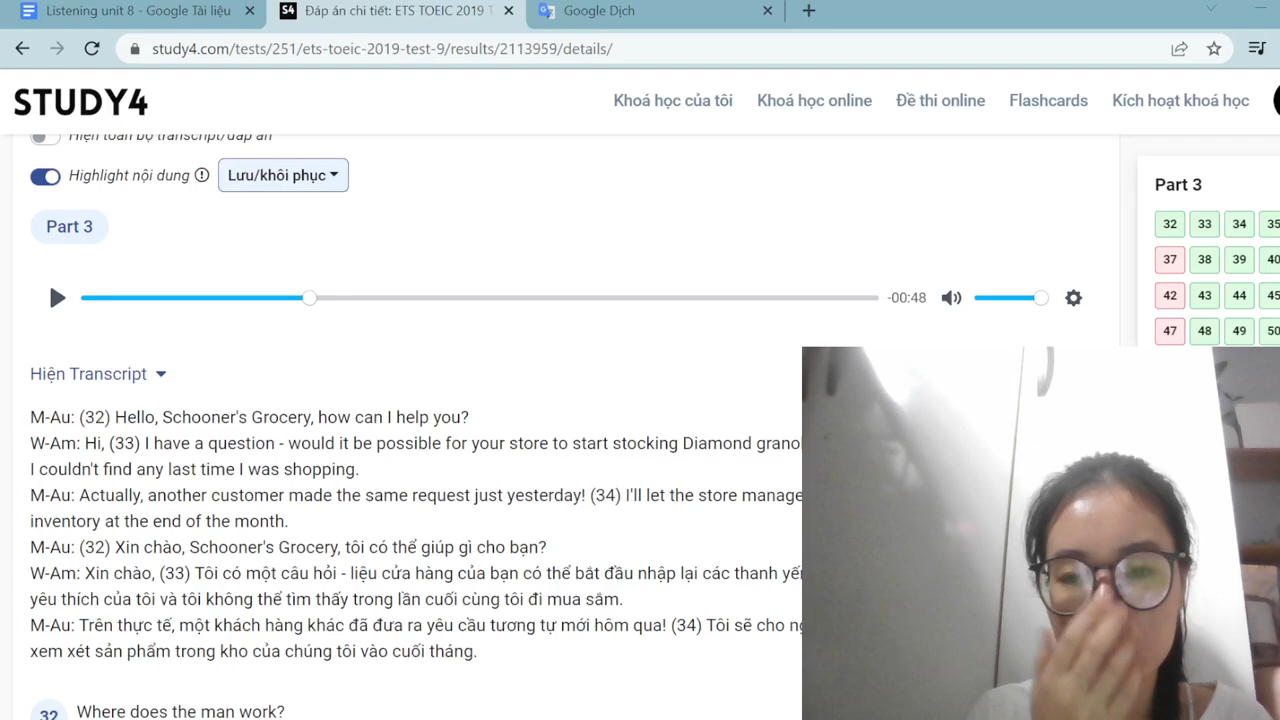 Listenning unit 8 - Google Tài liệu
Đáp án chi tiết: ETS TOEIC 2019 T
Google Dịch
study4.com/tests/251/ets-toeic-2019-test-9/results/2113959/details/
STUDY4
Khoá học của tôi
Khoá học online
Đề thi online
Flashcards
Kích hoạt khoá học
Hiện toàn bộ transcript/đáp án
Highlight nội dung
Lưu/khôi phục
Part 3
-00:48
Hiện Transcript
M-Au: (32) Hello, Schooner's Grocery, how can I help you?
W-Am: Hi, (33) I have a question - would it be possible for your store to start stocking Diamond
I couldn't find any last time I was shopping.
M-Au: Actually, another customer made the same request just yesterday! (34) I'll let the store
inventory at the end of the month.
M-Au: (32) Xin chào, Schooner's Grocery, tôi có thể giúp gì cho bạn?
W-Am: Xin chào, (33) Tôi có một câu hỏi - liệu cửa hàng của bạn có thể bắt đầu nhập lại các thanh
yêu thích của tôi và tôi không thể tìm thấy trong lần cuối cùng tôi đi mua sắm.
M-Au: Trên thực tế, một khách hàng khác đã đưa ra yêu cầu tương tự mới hôm qua! (34) Tôi sẽ cho
xem xét sản phẩm trong kho của chúng tôi vào cuối tháng.
32 Where does the man work?
Part 3
32 33 34 35
37 38 39 40
42 43 44 45
47 48 49 50